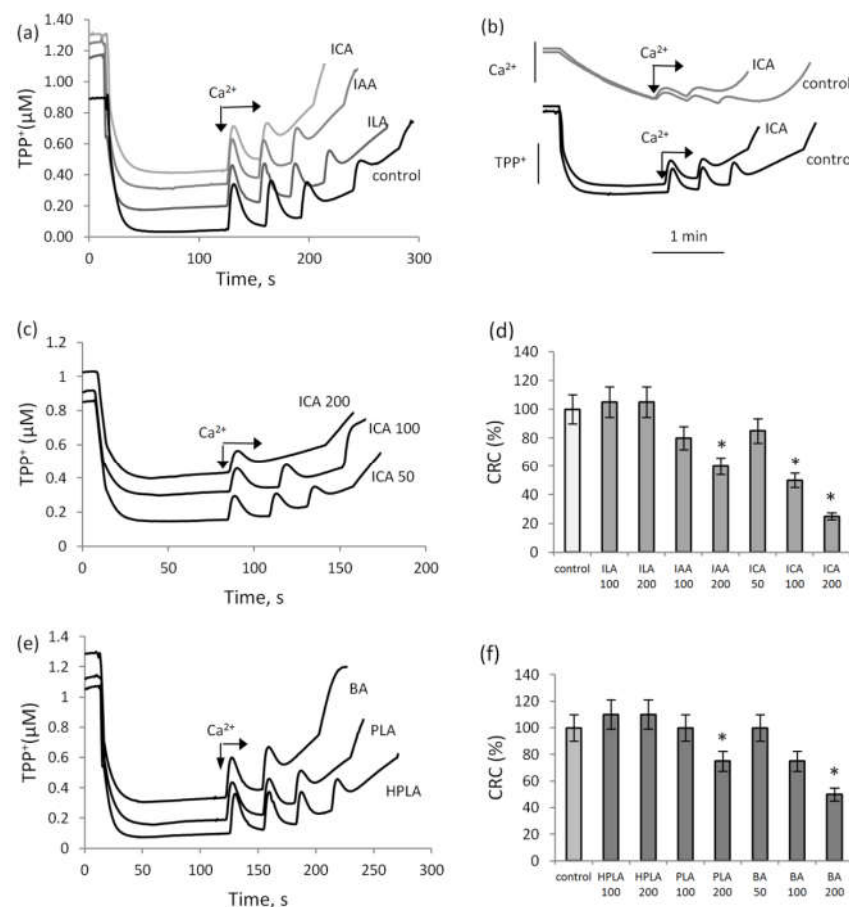 (a)
1.40
1.20
1.00
0.80
0.60
0.40
0.20
0.00
TPP⁺(µM)
Ca²⁺
ICA
IAA
ILA
control
0 100 200 300
Time, s
(b)
Ca²⁺
Ca²⁺
ICA
control
TPP⁺
Ca²⁺
ICA
control
1 min
(c)
1.2
1
0.8
0.6
0.4
0.2
0
TPP⁺ (µM)
Ca²⁺
ICA 200
ICA 100
ICA 50
0 50 100 150 200
Time, s
(d)
140
120
100
80
60
40
20
0
CRC (%)
* * *
control ILA ILA IAA IAA ICA ICA ICA
100 200 100 200 50 100 200
(e)
1.4
1.2
1
0.8
0.6
0.4
0.2
0
TPP⁺(µM)
Ca²⁺
BA
PLA
HPLA
0 50 100 150 200 250 300
Time, s
(f)
140
120
100
80
60
40
20
0
CRC (%)
* *
control HPLA HPLA PLA PLA BA BA BA
100 200 100 200 50 100 200